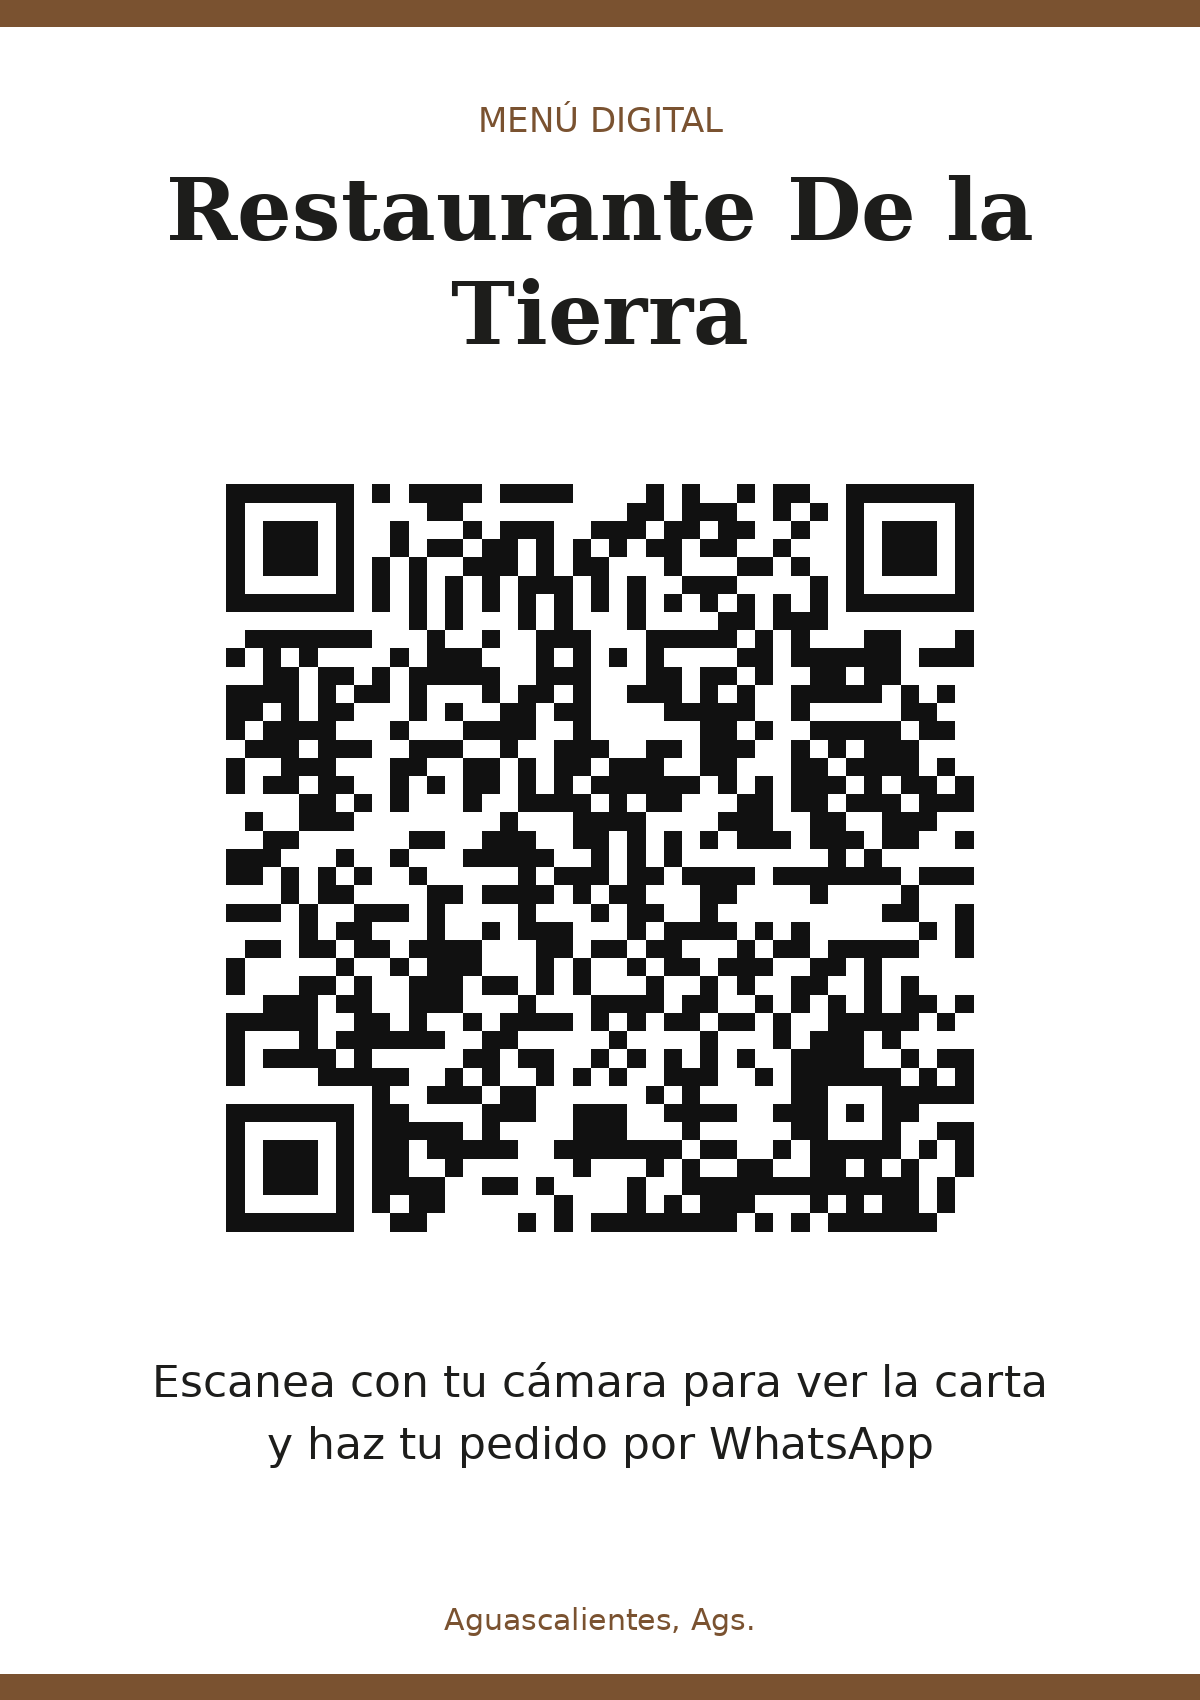 MENÚ DIGITAL
Restaurante De la
Tierra
Escanea con tu cámara para ver la carta
y haz tu pedido por WhatsApp
Aguascalientes, Ags.